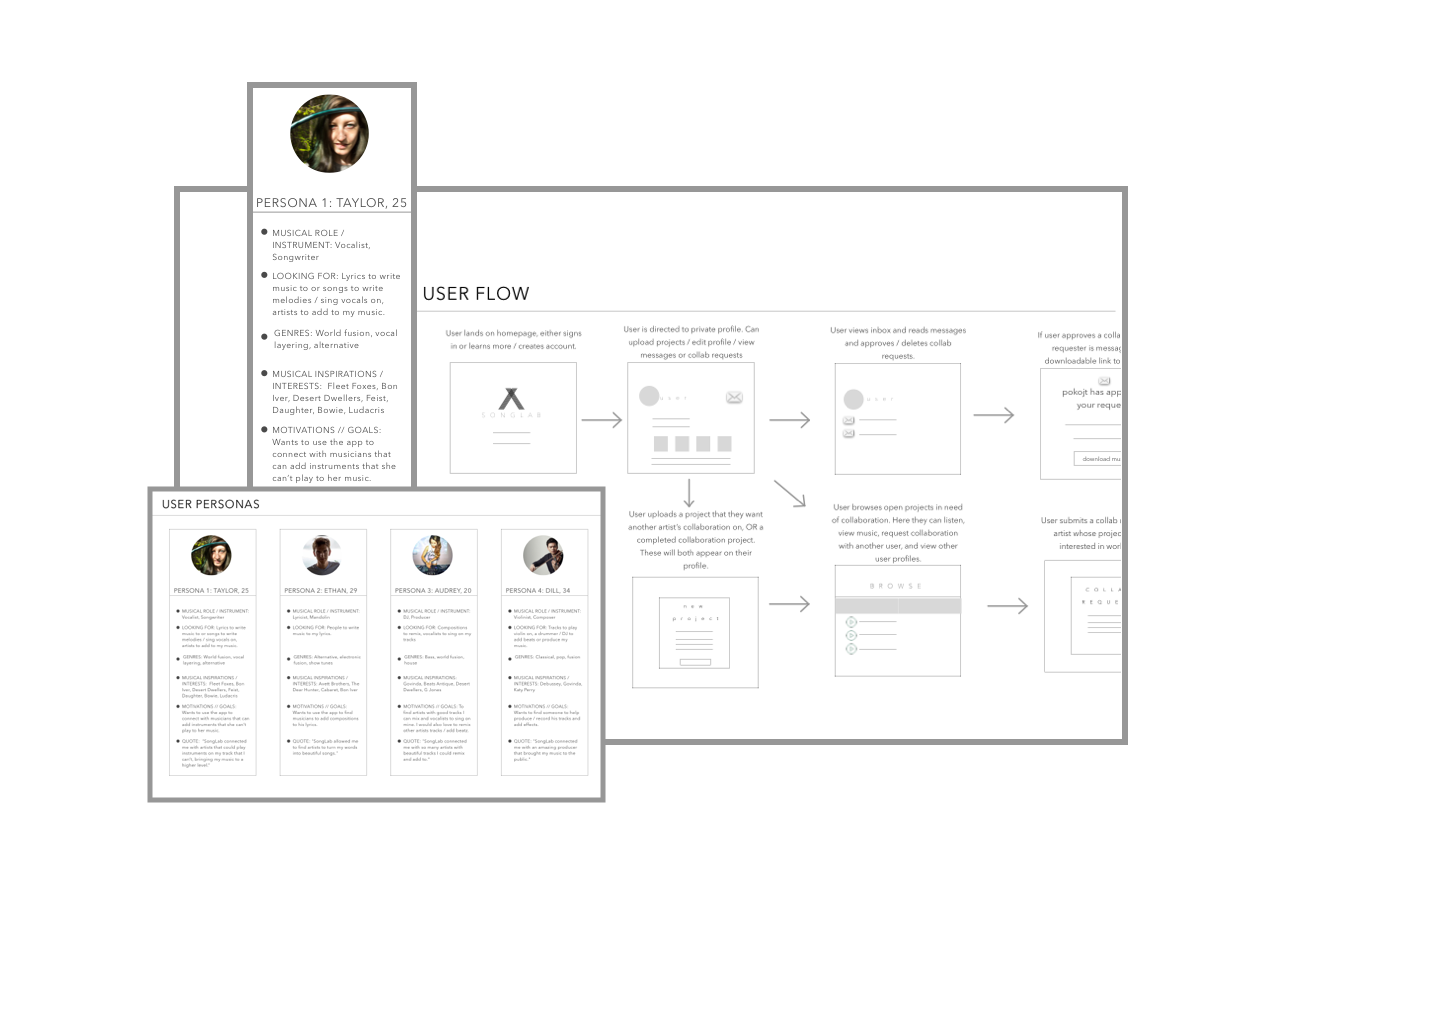 PERSONA 1: TAYLOR, 25
MUSICAL ROLE /
INSTRUMENT: Vocalist,
Songwriter
LOOKING FOR: Lyrics to write
music to or songs to write
melodies / sing vocals on,
artists to add to my music.
GENRES: World fusion, vocal
layering, alternative
MUSICAL INSPIRATIONS /
INTERESTS: Fleet Foxes, Bon
Iver, Desert Dwellers, Feist,
Daughter, Bowie, Ludacris
MOTIVATIONS // GOALS:
Wants to use the app to
connect with musicians that
can add instruments that she
can't play to her music.
USER FLOW
User lands on homepage, either signs
in or learns more / creates account.
SONGLAB
User is directed to private profile. Can
upload projects / edit profile / view
messages or collab requests
user
User views inbox and reads messages
and approves / deletes collab
requests.
user
If user approves a colla
requester is messag
downloadable link to
pokojt has app
your reque
download mu
User uploads a project that they want
another artist's collaboration on, OR a
completed collaboration project.
These will both appear on their
profile.
new
project
User browses open projects in need
of collaboration. Here they can listen,
view music, request collaboration
with another user, and view other
user profiles.
BROWSE
User submits a collab
artist whose projec
interested in worl
COLLA
REQUE
USER PERSONAS
PERSONA 1: TAYLOR, 25
MUSICAL ROLE / INSTRUMENT:
Vocalist, Songwriter
LOOKING FOR: Lyrics to write
music to or songs to write
melodies / sing vocals on,
artists to add to my music.
GENRES: World fusion, vocal
layering, alternative
MUSICAL INSPIRATIONS /
INTERESTS: Fleet Foxes, Bon
Iver, Desert Dwellers, Feist,
Daughter, Bowie, Ludacris
MOTIVATIONS // GOALS:
Wants to use the app to
connect with musicians that can
add instruments that she can't
play to her music.
QUOTE: "SongLab connected
me with artists that could play
instruments on my track that I
can't, bringing my music to a
higher level."
PERSONA 2: ETHAN, 29
MUSICAL ROLE / INSTRUMENT:
Lyricist, Mandolin
LOOKING FOR: People to write
music to my lyrics.
GENRES: Alternative, electronic
fusion, show tunes
MUSICAL INSPIRATIONS /
INTERESTS: Avett Brothers, The
Dear Hunter, Cabaret, Bon Iver
MOTIVATIONS // GOALS:
Wants to use the app to find
musicians to add compositions
to his lyrics.
QUOTE: "SongLab allowed me
to find artists to turn my words
into beautiful songs."
PERSONA 3: AUDREY, 20
MUSICAL ROLE / INSTRUMENT:
DJ, Producer
LOOKING FOR: Compositions
to remix, vocalists to sing on my
tracks
GENRES: Bass, world fusion,
house
MUSICAL INSPIRATIONS:
Govinda, Beats Antique, Desert
Dwellers, G Jones
MOTIVATIONS // GOALS: To
find artists with good tracks I
can mix and vocalists to sing on
mine. I would also love to remix
other artists tracks / add beats.
QUOTE: "SongLab connected
me with so many artists with
beautiful tracks I could remix
and add to."
PERSONA 4: DILL, 34
MUSICAL ROLE / INSTRUMENT:
Violinist, Composer
LOOKING FOR: Tracks to play
violin on, a drummer / DJ to
add beats or produce my
music.
GENRES: Classical, pop, fusion
MUSICAL INSPIRATIONS /
INTERESTS: Debussey, Govinda,
Katy Perry
MOTIVATIONS // GOALS:
Wants to find someone to help
produce / record his tracks and
add effects.
QUOTE: "SongLab connected
me with an amazing producer
that brought my music to the
public."